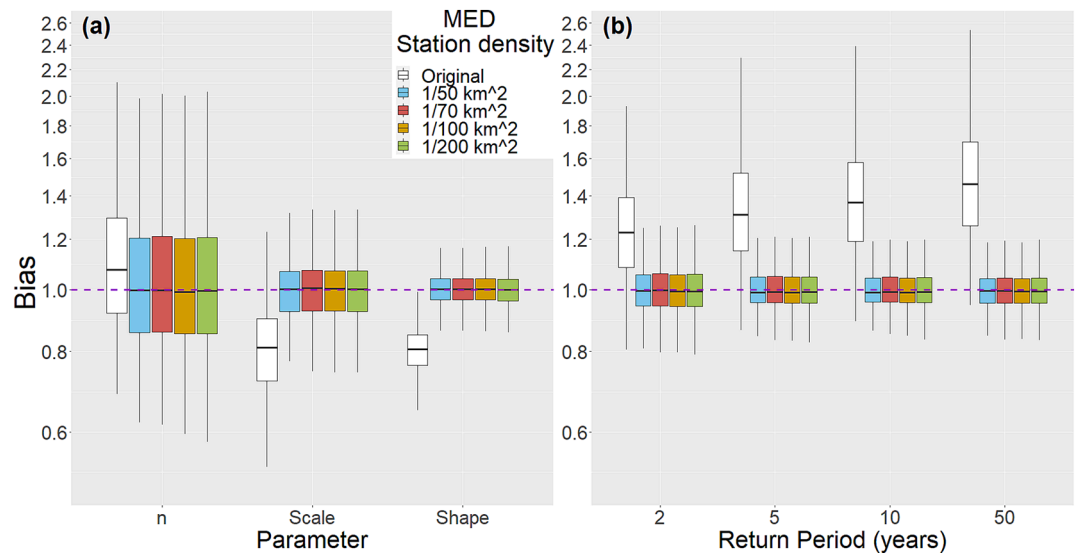 (a)
MED
Station density
Original
1/50 km^2
1/70 km^2
1/100 km^2
1/200 km^2
Bias
2.6
2.4
2.2
2.0
1.8
1.6
1.4
1.2
1.0
0.8
0.6
n
Scale
Shape
Parameter
(b)
2.6
2.4
2.2
2.0
1.8
1.6
1.4
1.2
1.0
0.8
0.6
2
5
10
50
Return Period (years)